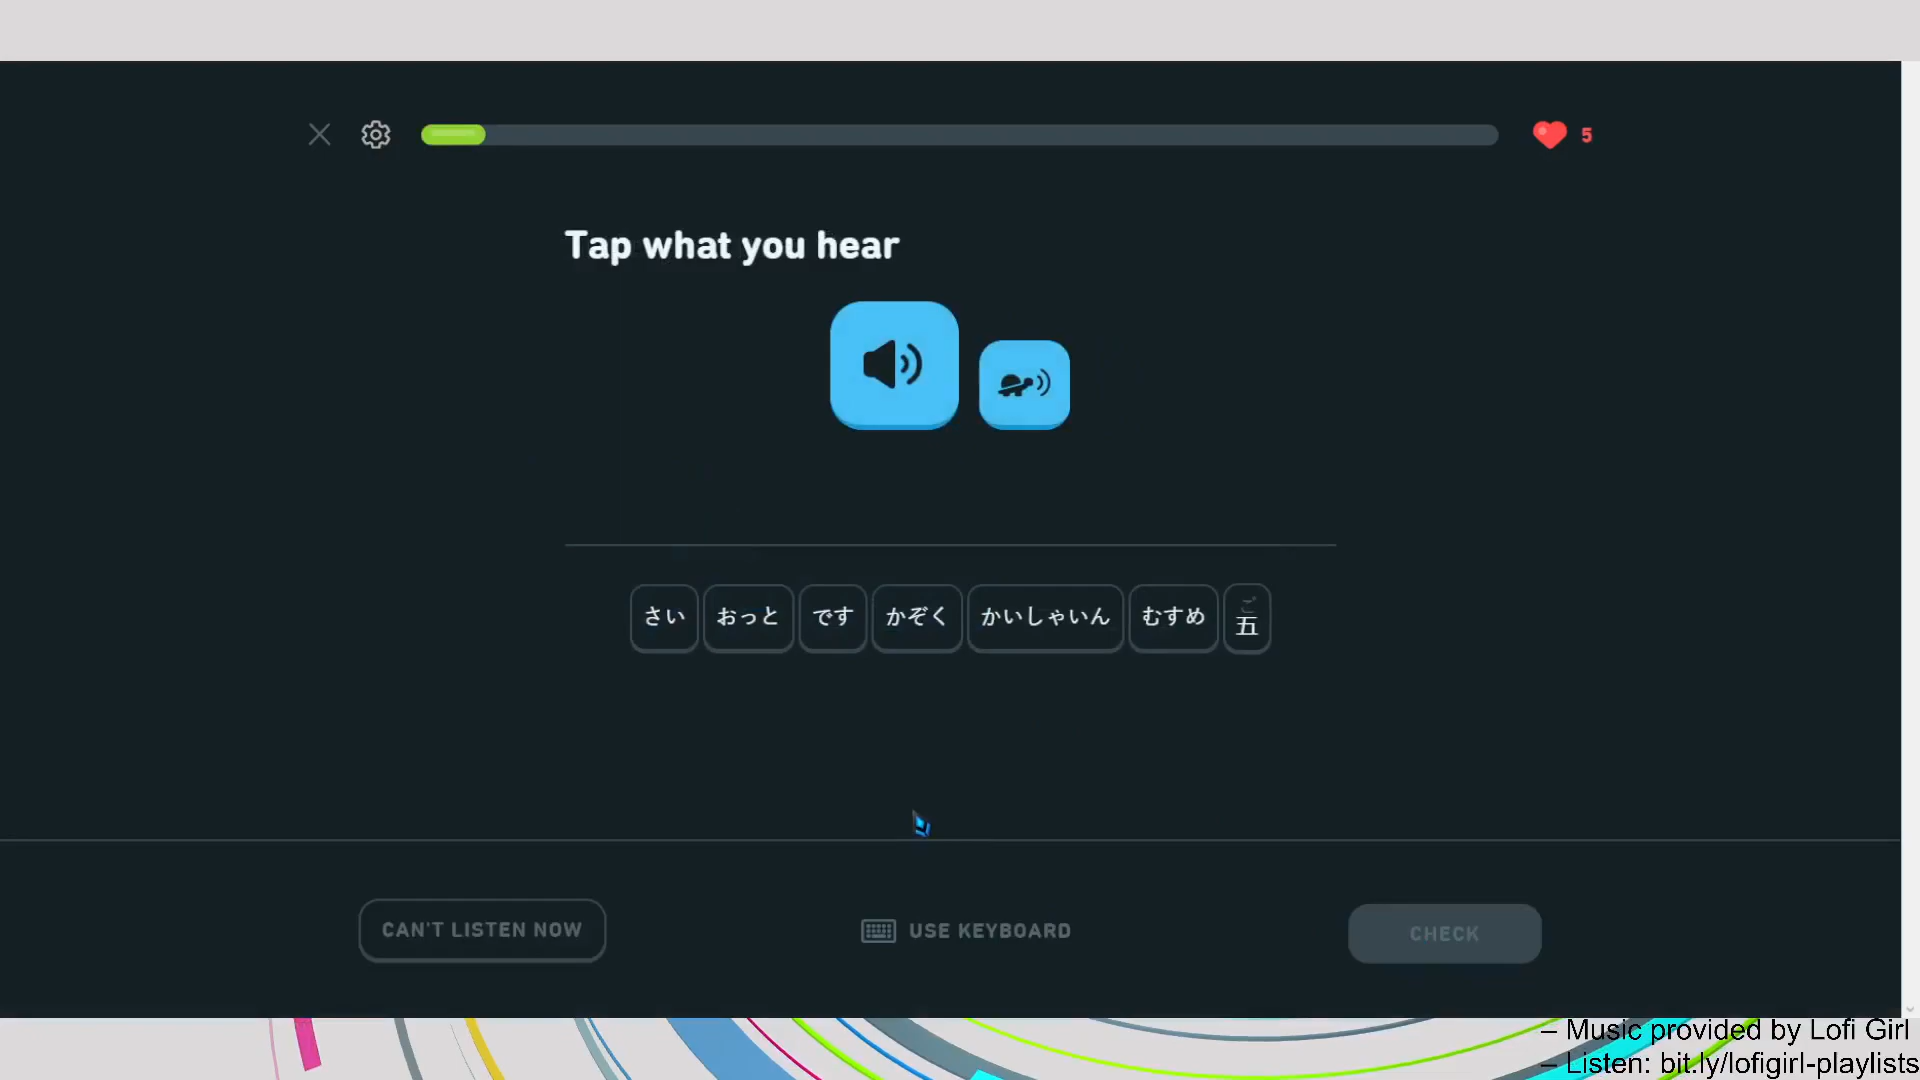 5
Tap what you hear
さい おっと です かぞく かいしゃいん むすめ ご 五
CAN'T LISTEN NOW USE KEYBOARD CHECK
– Music provided by Lofi Girl
– Listen: bit.ly/lofigirl-playlists